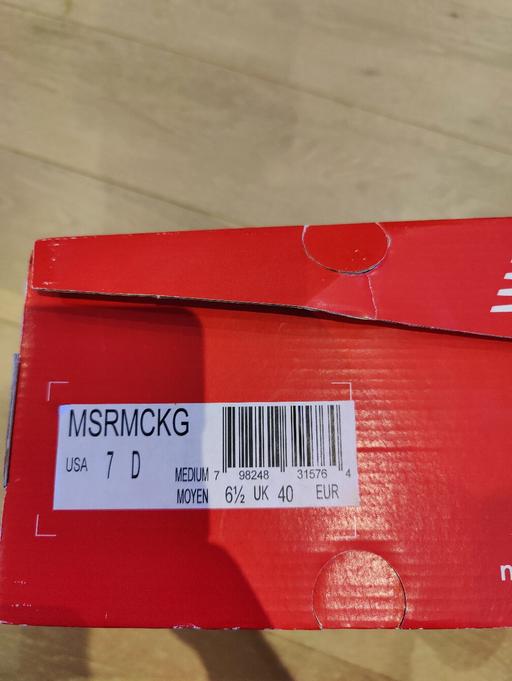 MSRMCKG
USA 7 D
MEDIUM 7 98248 31576 4
MOYEN 6½ UK 40 EUR
n